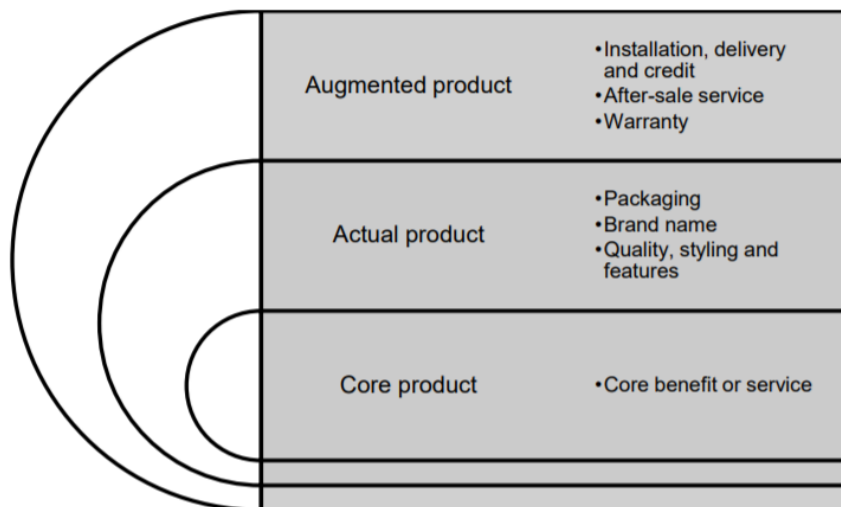 Augmented product
•Installation, delivery
and credit
•After-sale service
•Warranty
Actual product
•Packaging
•Brand name
•Quality, styling and
features
Core product
•Core benefit or service